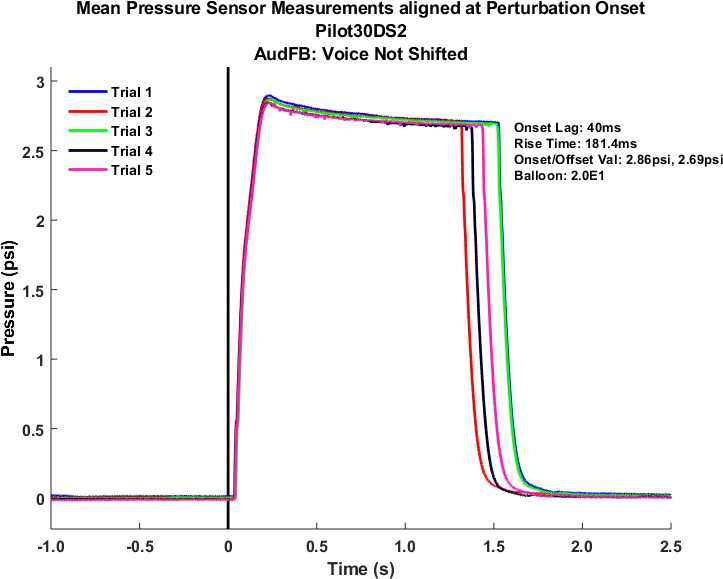 Mean Pressure Sensor Measurements aligned at Perturbation Onset
Pilot30DS2
AudFB: Voice Not Shifted
Pressure (psi)
3
2.5
2
1.5
1
0.5
0
Trial 1
Trial 2
Trial 3
Trial 4
Trial 5
Onset Lag: 40ms
Rise Time: 181.4ms
Onset/Offset Val: 2.86psi, 2.69psi
Balloon: 2.0E1
-1.0 -0.5 0 0.5 1.0 1.5 2.0 2.5
Time (s)